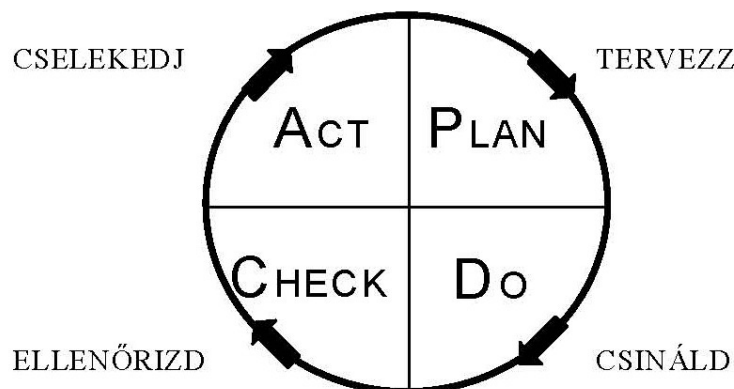 CSELEKEDJ
TERVEZZ
ACT
PLAN
CHECK
DO
ELLENŐRIZD
CSINÁLD